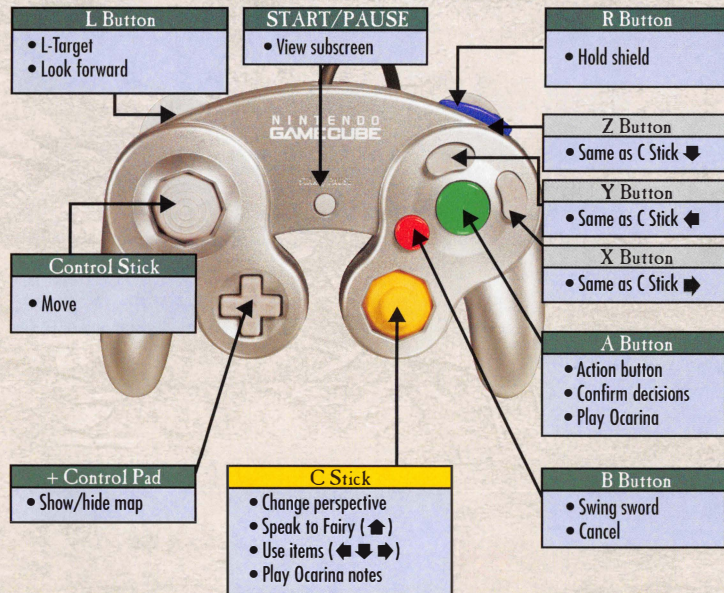 L Button
• L-Target
• Look forward
START/PAUSE
• View subscreen
R Button
• Hold shield
NINTENDO
GAMECUBE
Z Button
• Same as C Stick ⬇
Y Button
• Same as C Stick ⬅
X Button
• Same as C Stick ➡
Control Stick
• Move
A Button
• Action button
• Confirm decisions
• Play Ocarina
+ Control Pad
• Show/hide map
C Stick
• Change perspective
• Speak to Fairy (⬆)
• Use items (⬅ ⬇ ➡)
• Play Ocarina notes
B Button
• Swing sword
• Cancel